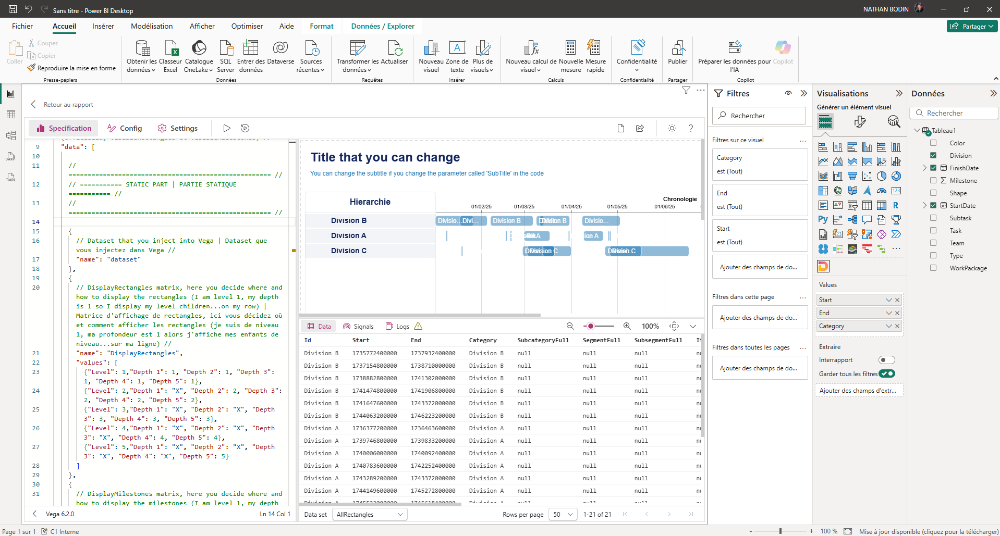 Sans titre - Power BI Desktop
NATHAN BODIN
Fichier Accueil Insérer Modélisation Afficher Optimiser Aide Format Données / Explorer Partager
Coller
Couper
Copier
Reproduire la mise en forme
Presse-papiers
Obtenir les données
Classeur Excel
Catalogue OneLake
SQL Server
Entrer des données
Dataverse
Sources récentes
Données
Transformer les données
Actualiser
Requêtes
Nouveau visuel
Zone de texte
Plus de visuels
Insérer
Nouveau calcul de visuel
Nouvelle mesure
Mesure rapide
Calculs
Confidentialité
Confidentialité
Publier
Partager
Préparer les données pour l'IA
Copilot
Copilot
Retour au rapport
Specification Config Settings
9 "data": [
10
11 //
============================================================ //
12 // =========== STATIC PART | PARTIE STATIQUE
=========== //
13 //
============================================================ //
14
15 {
16 // Dataset that you inject into Vega | Dataset que
vous injectez dans Vega //
17 "name": "dataset"
18 },
19 {
20 // DisplayRectangles matrix, here you decide where and
how to display the rectangles (I am level 1, my depth
is 1 so I display my level children...on my row) |
Matrice d'affichage de rectangles, ici vous décidez où
et comment afficher les rectangles (je suis de niveau
1, ma profondeur est 1 alors j'affiche mes enfants de
niveau...sur ma ligne) //
21 "name": "DisplayRectangles",
22 "values": [
23 {"Level": 1,"Depth 1": 1, "Depth 2": 1, "Depth 3":
1, "Depth 4": 1, "Depth 5": 1},
24 {"Level": 2,"Depth 1": "X", "Depth 2": 2, "Depth 3":
2, "Depth 4": 2, "Depth 5": 2},
25 {"Level": 3,"Depth 1": "X", "Depth 2": "X", "Depth
3": 3, "Depth 4": 3, "Depth 5": 3},
26 {"Level": 4,"Depth 1": "X", "Depth 2": "X", "Depth
3": "X", "Depth 4": 4, "Depth 5": 4},
27 {"Level": 5,"Depth 1": "X", "Depth 2": "X", "Depth
3": "X", "Depth 4": "X", "Depth 5": 5}
28 ]
29 },
30 {
31 // DisplayMilestones matrix, here you decide where and
how to display the milestones (I am level 1, my depth
Vega 6.2.0
Ln 14 Col 1
Title that you can change
You can change the subtitle if you change the parameter called 'SubTitle' in the code
Hierarchie
Chronologie
01/02/25 01/03/25 01/04/25 01/05/25 01/06/25
Division B
Divisio... Divi... Division B Division B Divisio...
Division A
Division C
Data Signals Logs 100%
Id Start End Category SubcategoryFull SegmentFull SubsegmentFull
Division B 1735772400000 1737932400000 Division B null null null
Division B 1737154800000 1738710000000 Division B null null null
Division B 1738882800000 1741302000000 Division B null null null
Division B 1741474800000 1741906800000 Division B null null null
Division B 1741647600000 1743372000000 Division B null null null
Division B 1744063200000 1746223200000 Division B null null null
Division A 1736377200000 1736463600000 Division A null null null
Division A 1739746800000 1739833200000 Division A null null null
Division A 1740006000000 1740092400000 Division A null null null
Division A 1740783600000 1742252400000 Division A null null null
Division A 1743289200000 1743372000000 Division A null null null
Division A 1744149600000 1745272800000 Division A null null null
Data set AllRectangles
Rows per page 50 1-21 of 21
Filtres
Rechercher
Filtres sur ce visuel ...
Category
est (Tout)
End
est (Tout)
Start
est (Tout)
Ajouter des champs de do...
Filtres dans cette page ...
Ajouter des champs de do...
Filtres dans toutes les pages ...
Ajouter des champs de do...
Visualisations
Générer un élément visuel
Values
Start
End
Category
Extraire
Interrapport
Garder tous les filtres
Ajouter des champs d'extr...
Données
Rechercher
Tableau1
Color
Division
FinishDate
Milestone
Shape
StartDate
Subtask
Task
Team
Type
WorkPackage
Page 1 sur 1
C1 Interne
100 %
Mise à jour disponible (cliquez pour la télécharger)